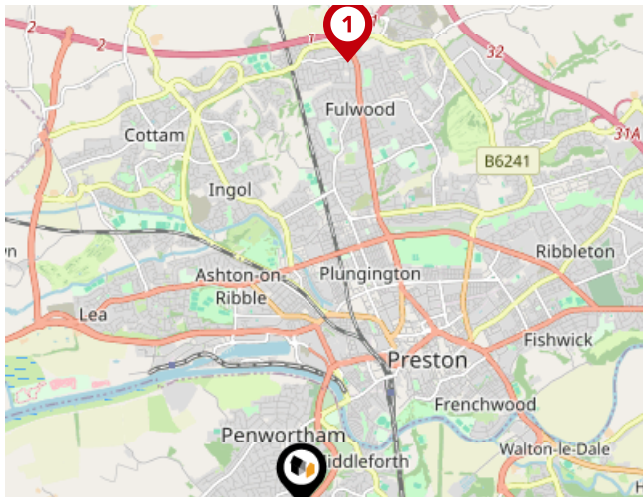 1
1
2
2
32
Fulwood
Cottam
31A
B6241
Ingol
Ribbleton
Ashton-on-
Ribble
Plungington
Lea
Fishwick
Preston
Frenchwood
Penwortham
Walton-le-Dale
iddleforth